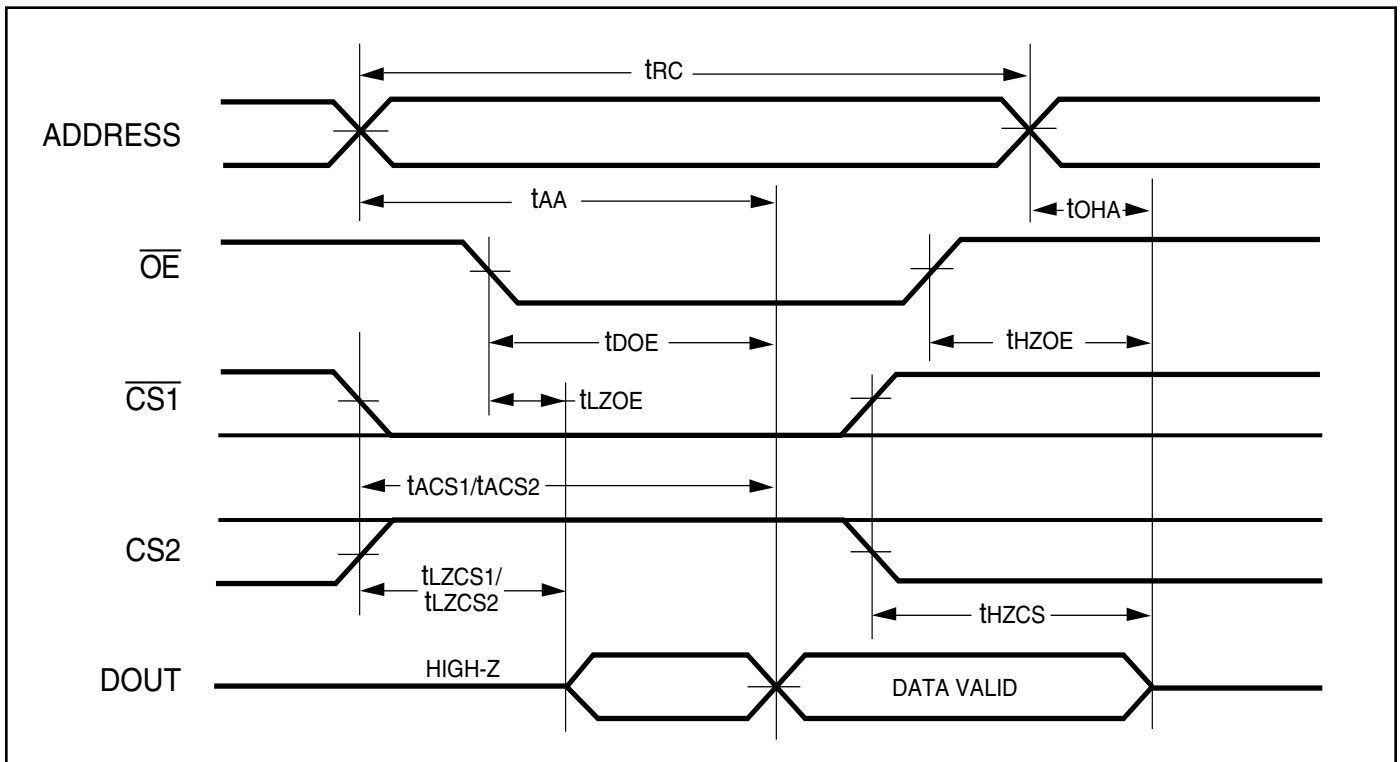 tRC
ADDRESS
tAA
tOHA
OE
tDOE
tHZOE
CS1
tLZOE
tACS1/tACS2
CS2
tLZCS1/
tLZCS2
tHZCS
DOUT
HIGH-Z
DATA VALID